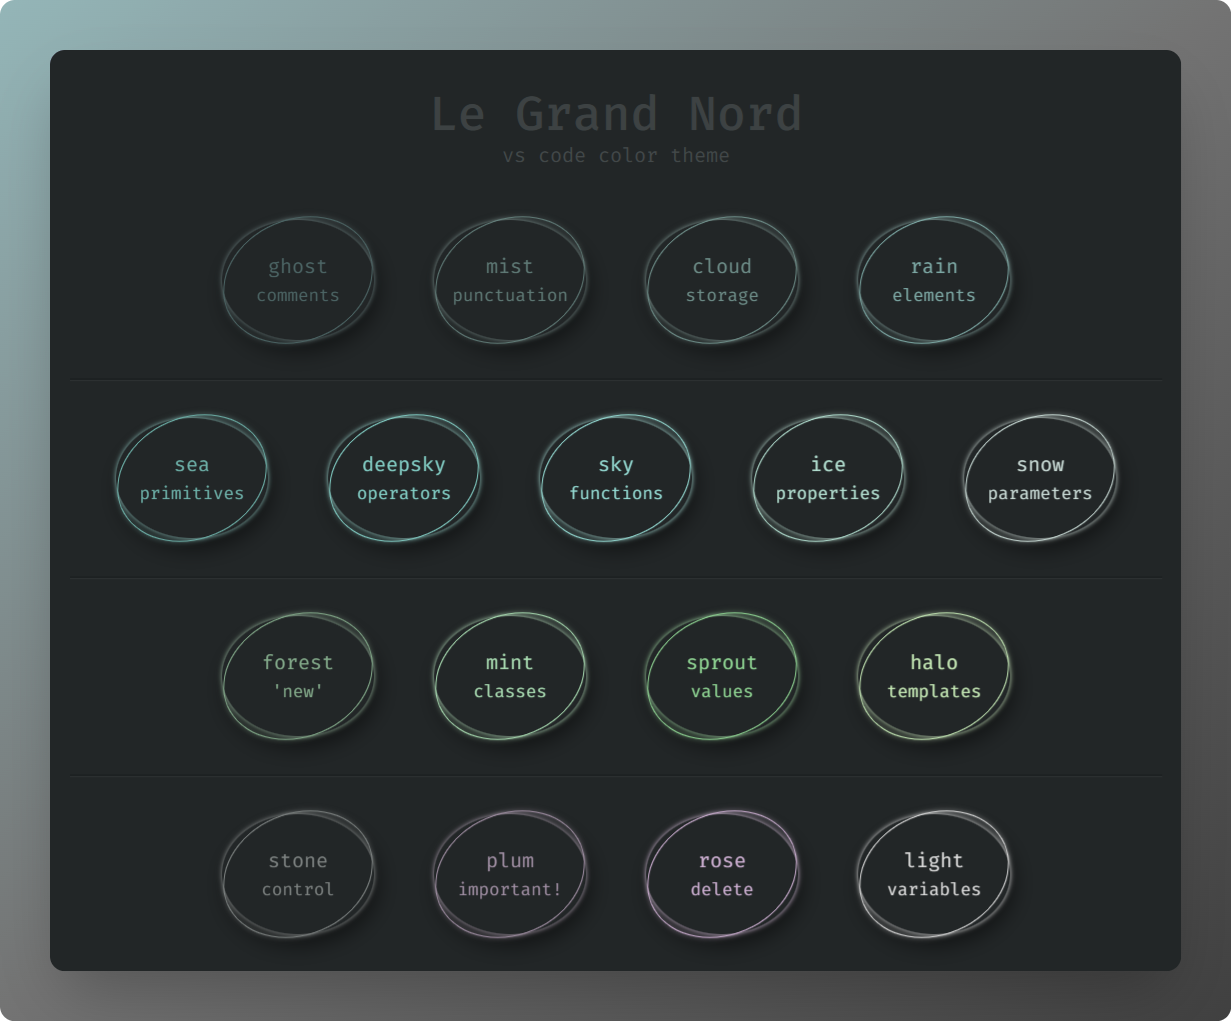 Le Grand Nord
vs code color theme
ghost
comments
mist
punctuation
cloud
storage
rain
elements
sea
primitives
deepsky
operators
sky
functions
ice
properties
snow
parameters
forest
'new'
mint
classes
sprout
values
halo
templates
stone
control
plum
important!
rose
delete
light
variables